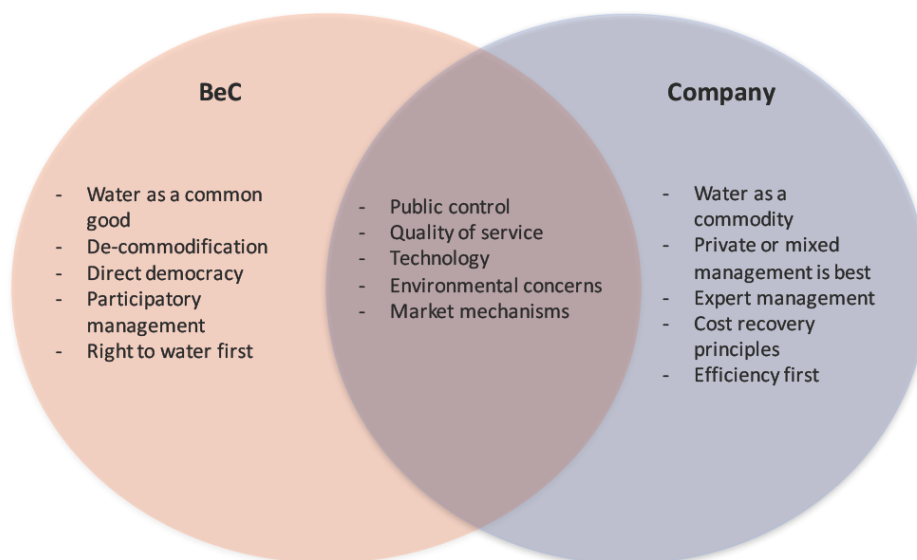 BeC
- Water as a common
good
- De-commodification
- Direct democracy
- Participatory
management
- Right to water first
- Public control
- Quality of service
- Technology
- Environmental concerns
- Market mechanisms
Company
- Water as a
commodity
- Private or mixed
management is best
- Expert management
- Cost recovery
principles
- Efficiency first